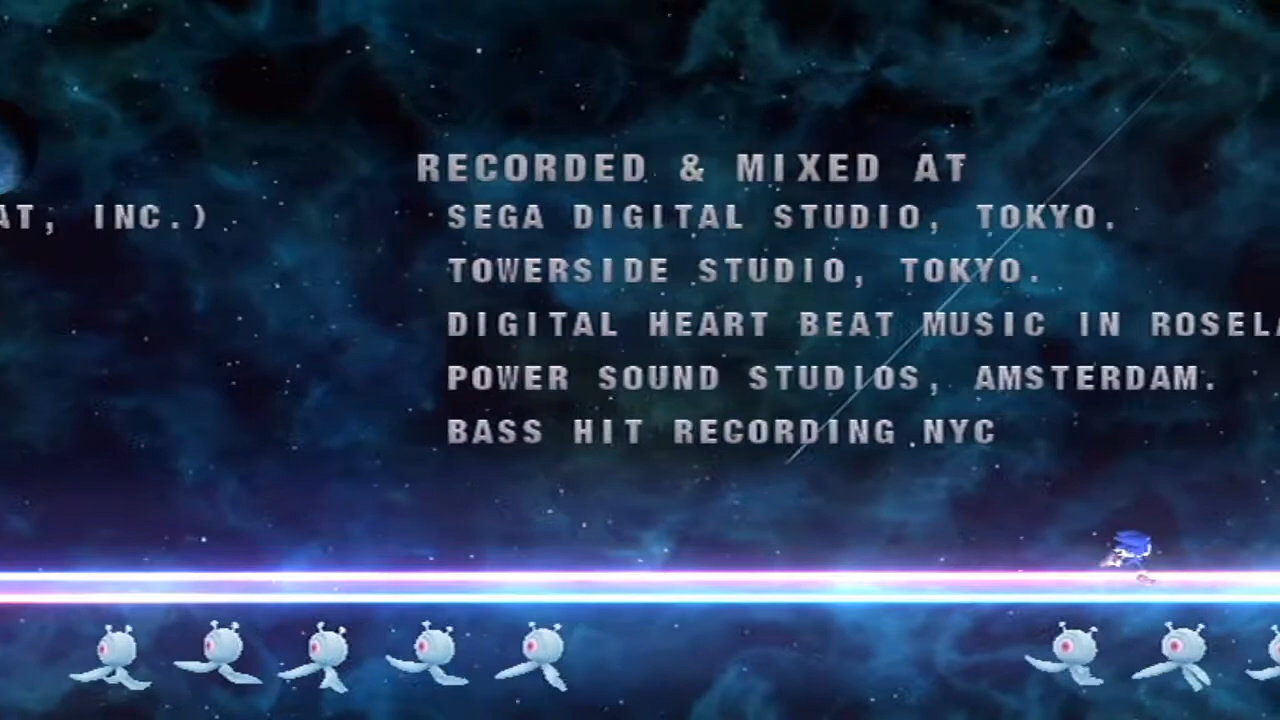 RECORDED & MIXED AT
AT, INC.)
SEGA DIGITAL STUDIO, TOKYO.
TOWERSIDE STUDIO, TOKYO.
DIGITAL HEART BEAT MUSIC IN
POWER SOUND STUDIOS, AMSTERDAM.
BASS HIT RECORDING NYC